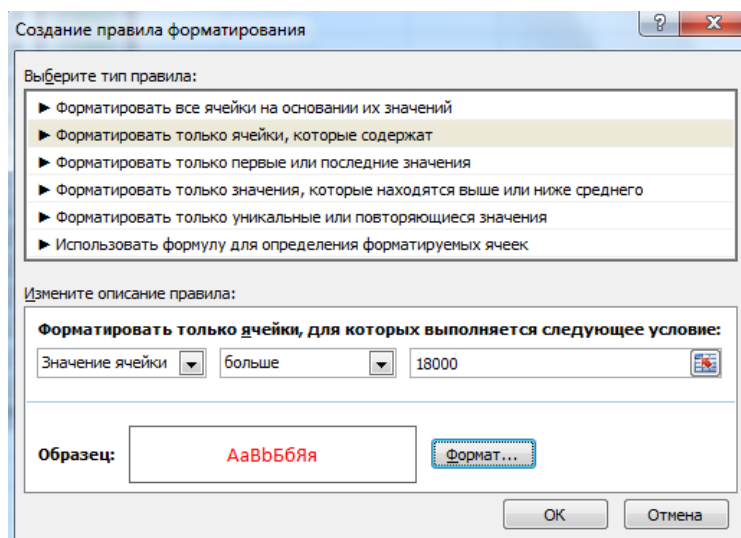 Создание правила форматирования
?
X
Выберите тип правила:
► Форматировать все ячейки на основании их значений
► Форматировать только ячейки, которые содержат
► Форматировать только первые или последние значения
► Форматировать только значения, которые находятся выше или ниже среднего
► Форматировать только уникальные или повторяющиеся значения
► Использовать формулу для определения форматируемых ячеек
Измените описание правила:
Форматировать только ячейки, для которых выполняется следующее условие:
Значение ячейки больше 18000
Образец: АаBbБбЯя Формат...
ОК Отмена